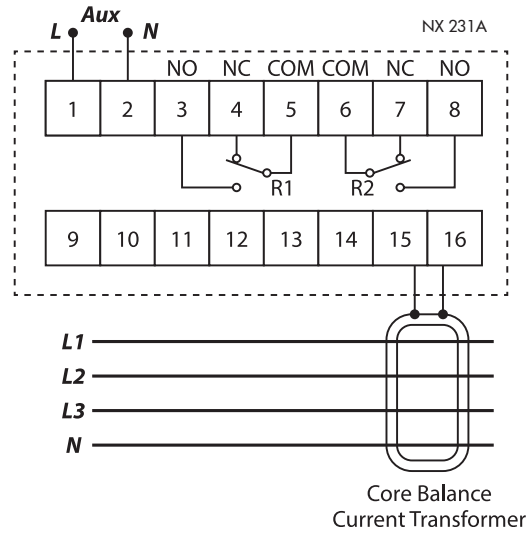 Aux
NX 231A
L N
NO NC COM COM NC NO
1 2 3 4 5 6 7 8
R1 R2
9 10 11 12 13 14 15 16
L1
L2
L3
N
Core Balance
Current Transformer